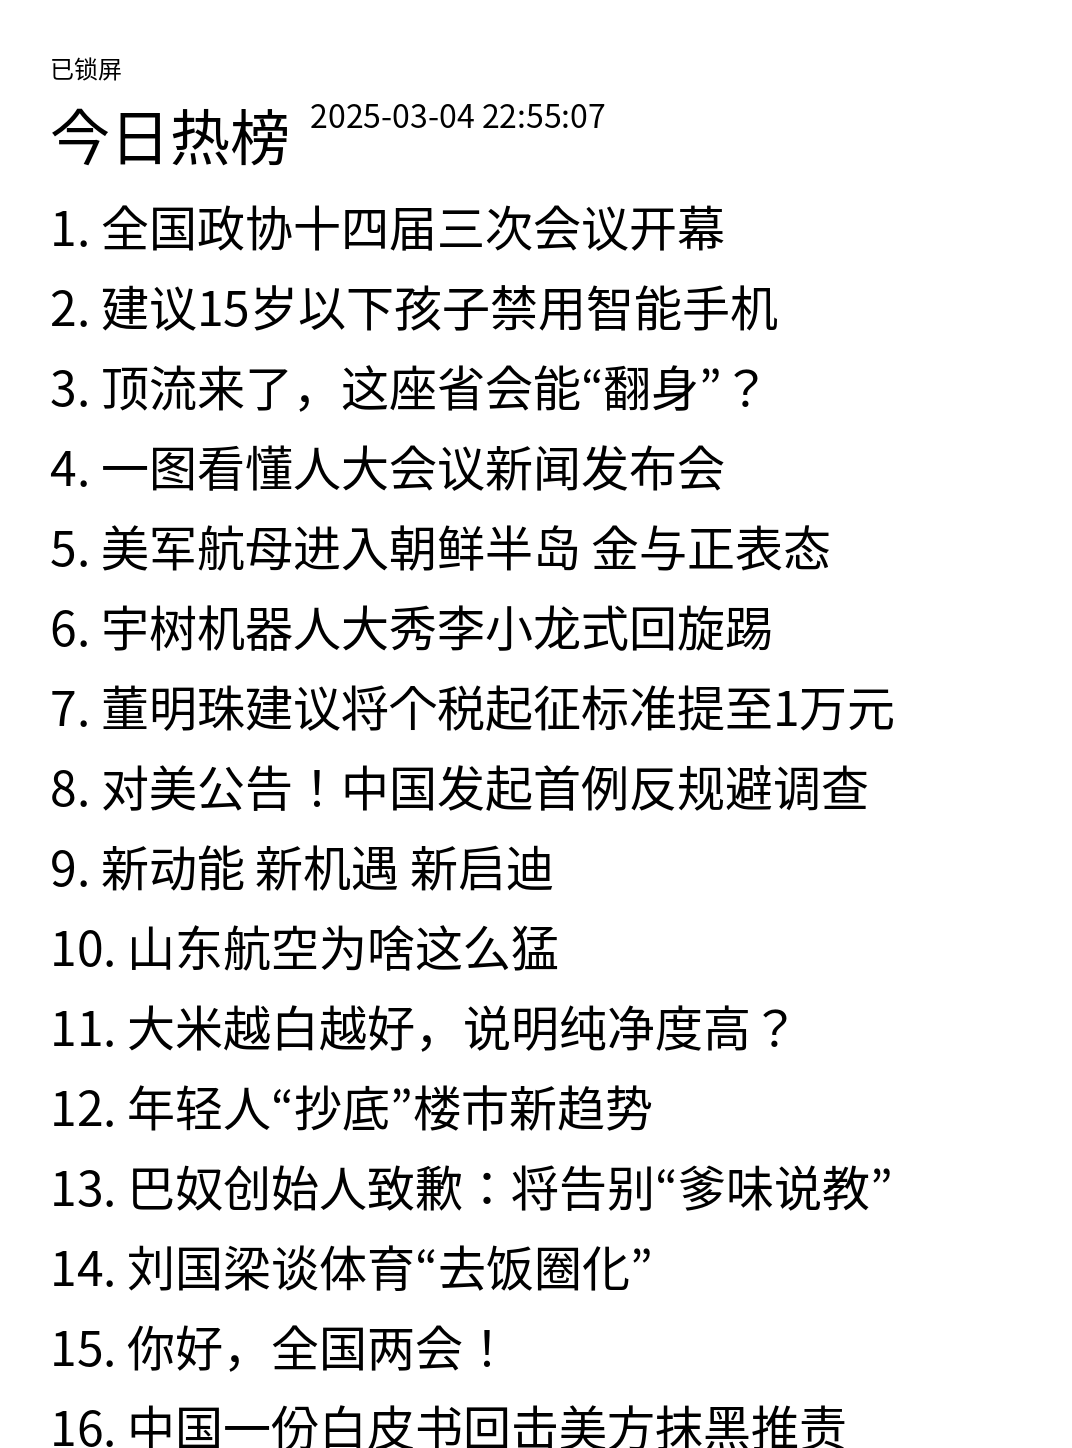 已锁屏
今日热榜 2025-03-04 22:55:07
1. 全国政协十四届三次会议开幕
2. 建议15岁以下孩子禁用智能手机
3. 顶流来了，这座省会能“翻身”？
4. 一图看懂人大会议新闻发布会
5. 美军航母进入朝鲜半岛 金与正表态
6. 宇树机器人大秀李小龙式回旋踢
7. 董明珠建议将个税起征标准提至1万元
8. 对美公告！中国发起首例反规避调查
9. 新动能 新机遇 新启迪
10. 山东航空为啥这么猛
11. 大米越白越好，说明纯净度高？
12. 年轻人“抄底”楼市新趋势
13. 巴奴创始人致歉：将告别“爹味说教”
14. 刘国梁谈体育“去饭圈化”
15. 你好，全国两会！
16. 中国一份白皮书回击美方抹黑推责